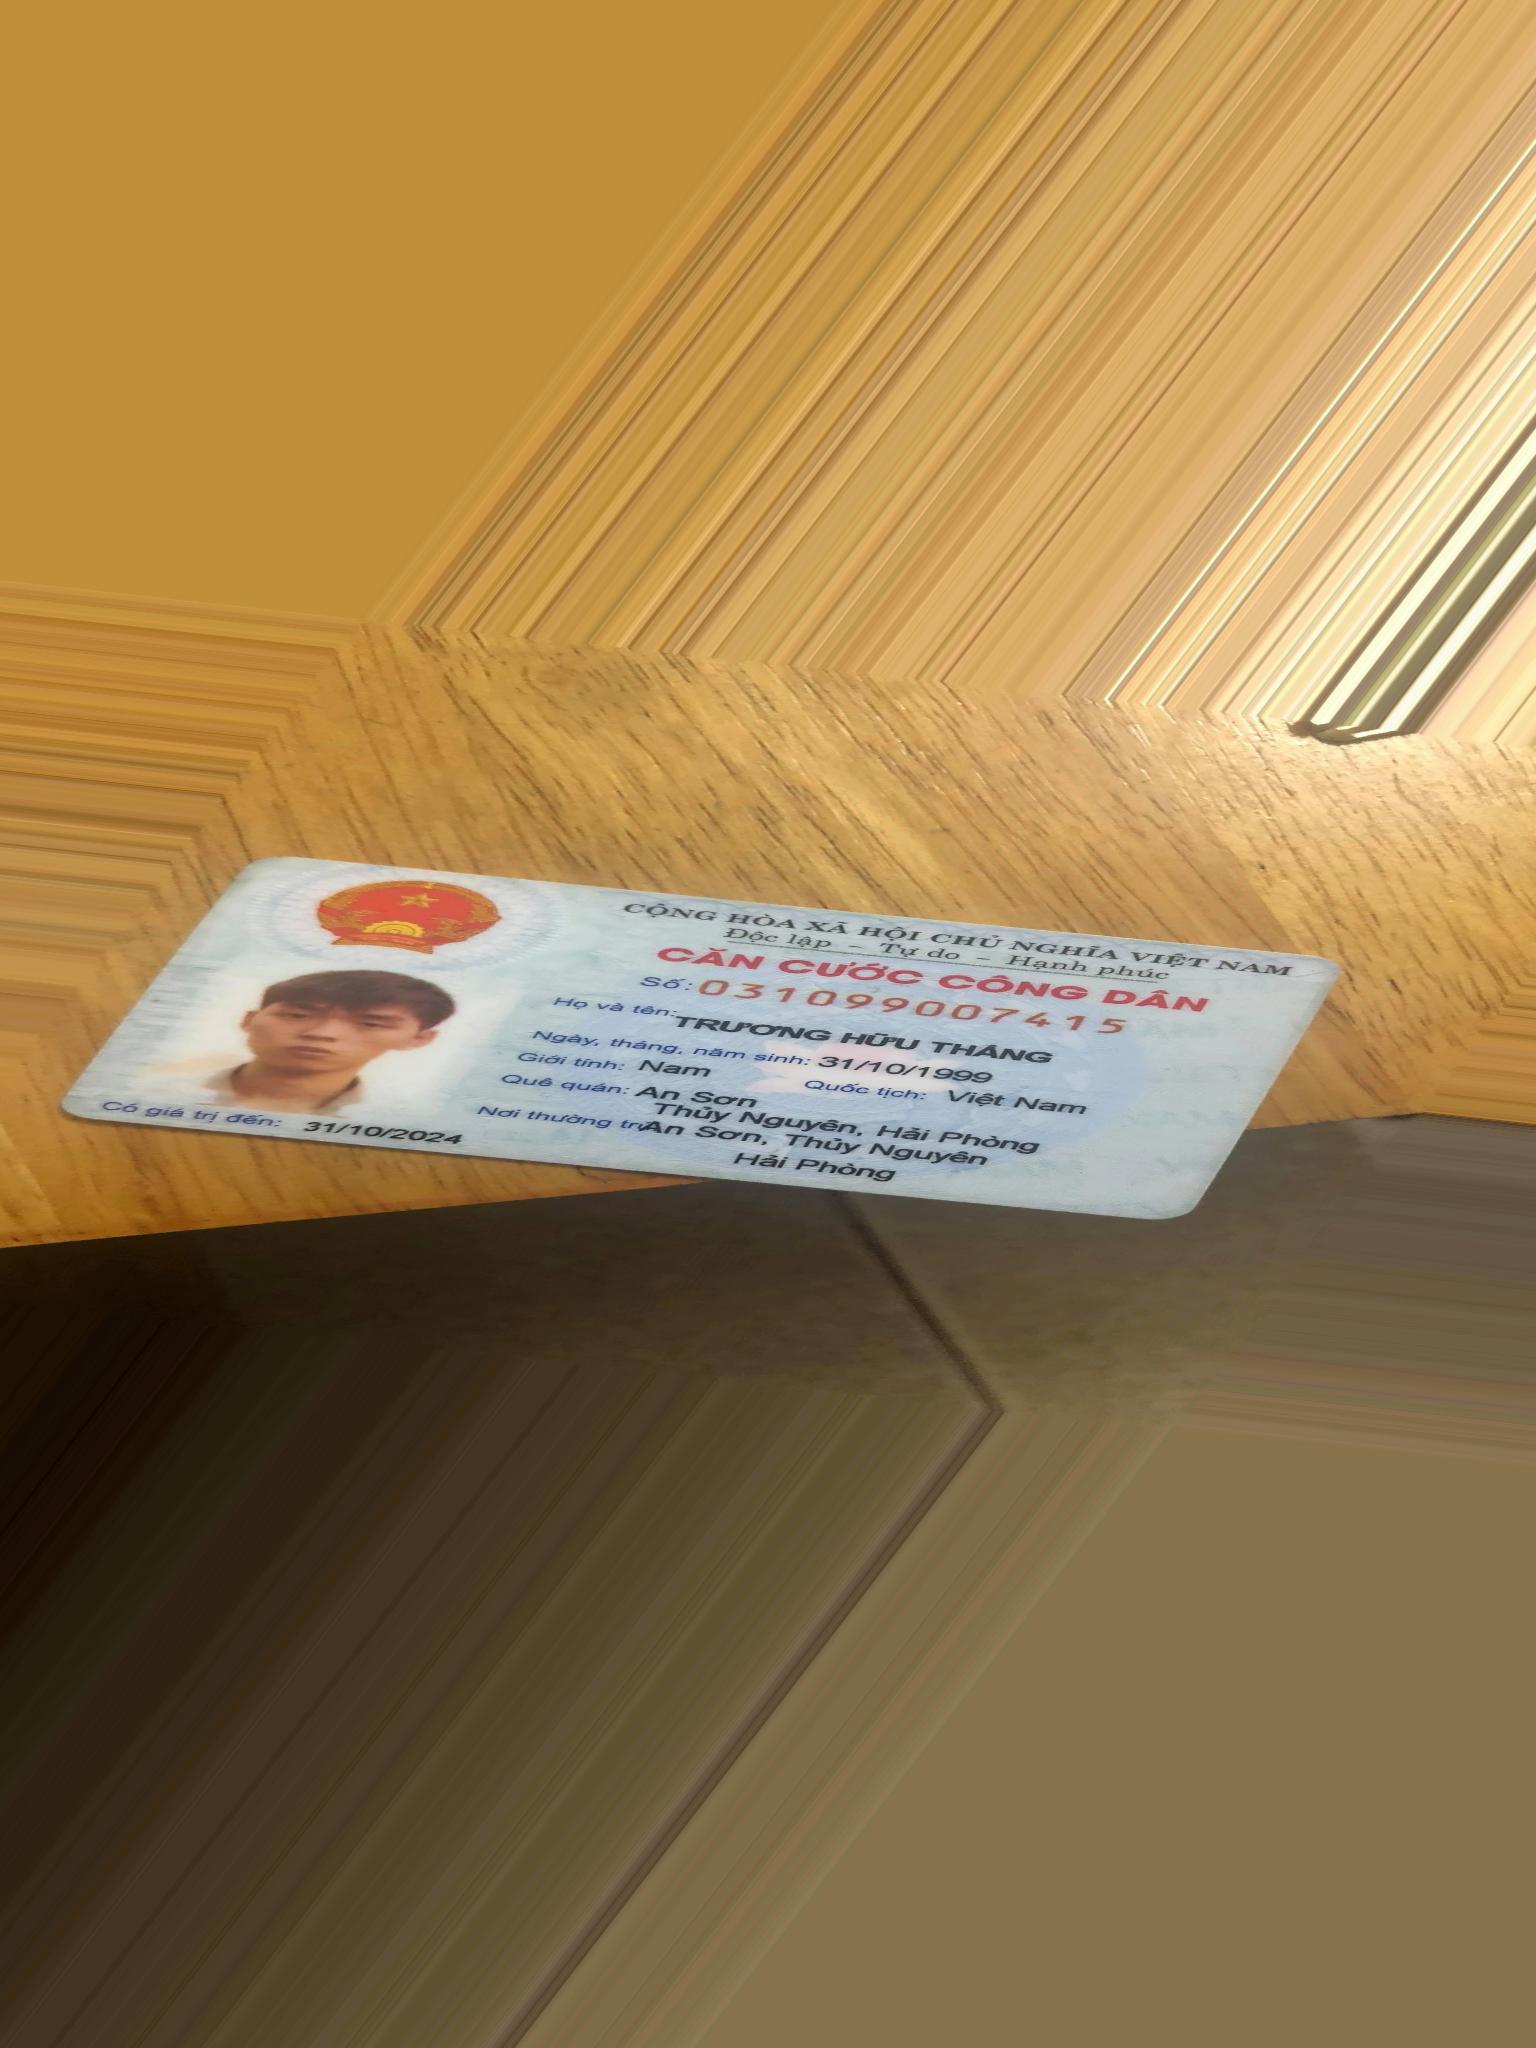 CỘNG HÒA XÃ HỘI CHỦ NGHĨA VIỆT NAM
Độc lập - Tự do - Hạnh phúc
CĂN CƯỚC CÔNG DÂN
Số: 031099007415
Họ và tên: TRƯƠNG HỮU THẮNG
Ngày, tháng, năm sinh: 31/10/1999
Giới tính: Nam Quốc tịch: Việt Nam
Quê quán: An Sơn
Thủy Nguyên, Hải Phòng
Nơi thường trú: An Sơn, Thủy Nguyên
Hải Phòng
Có giá trị đến: 31/10/2024